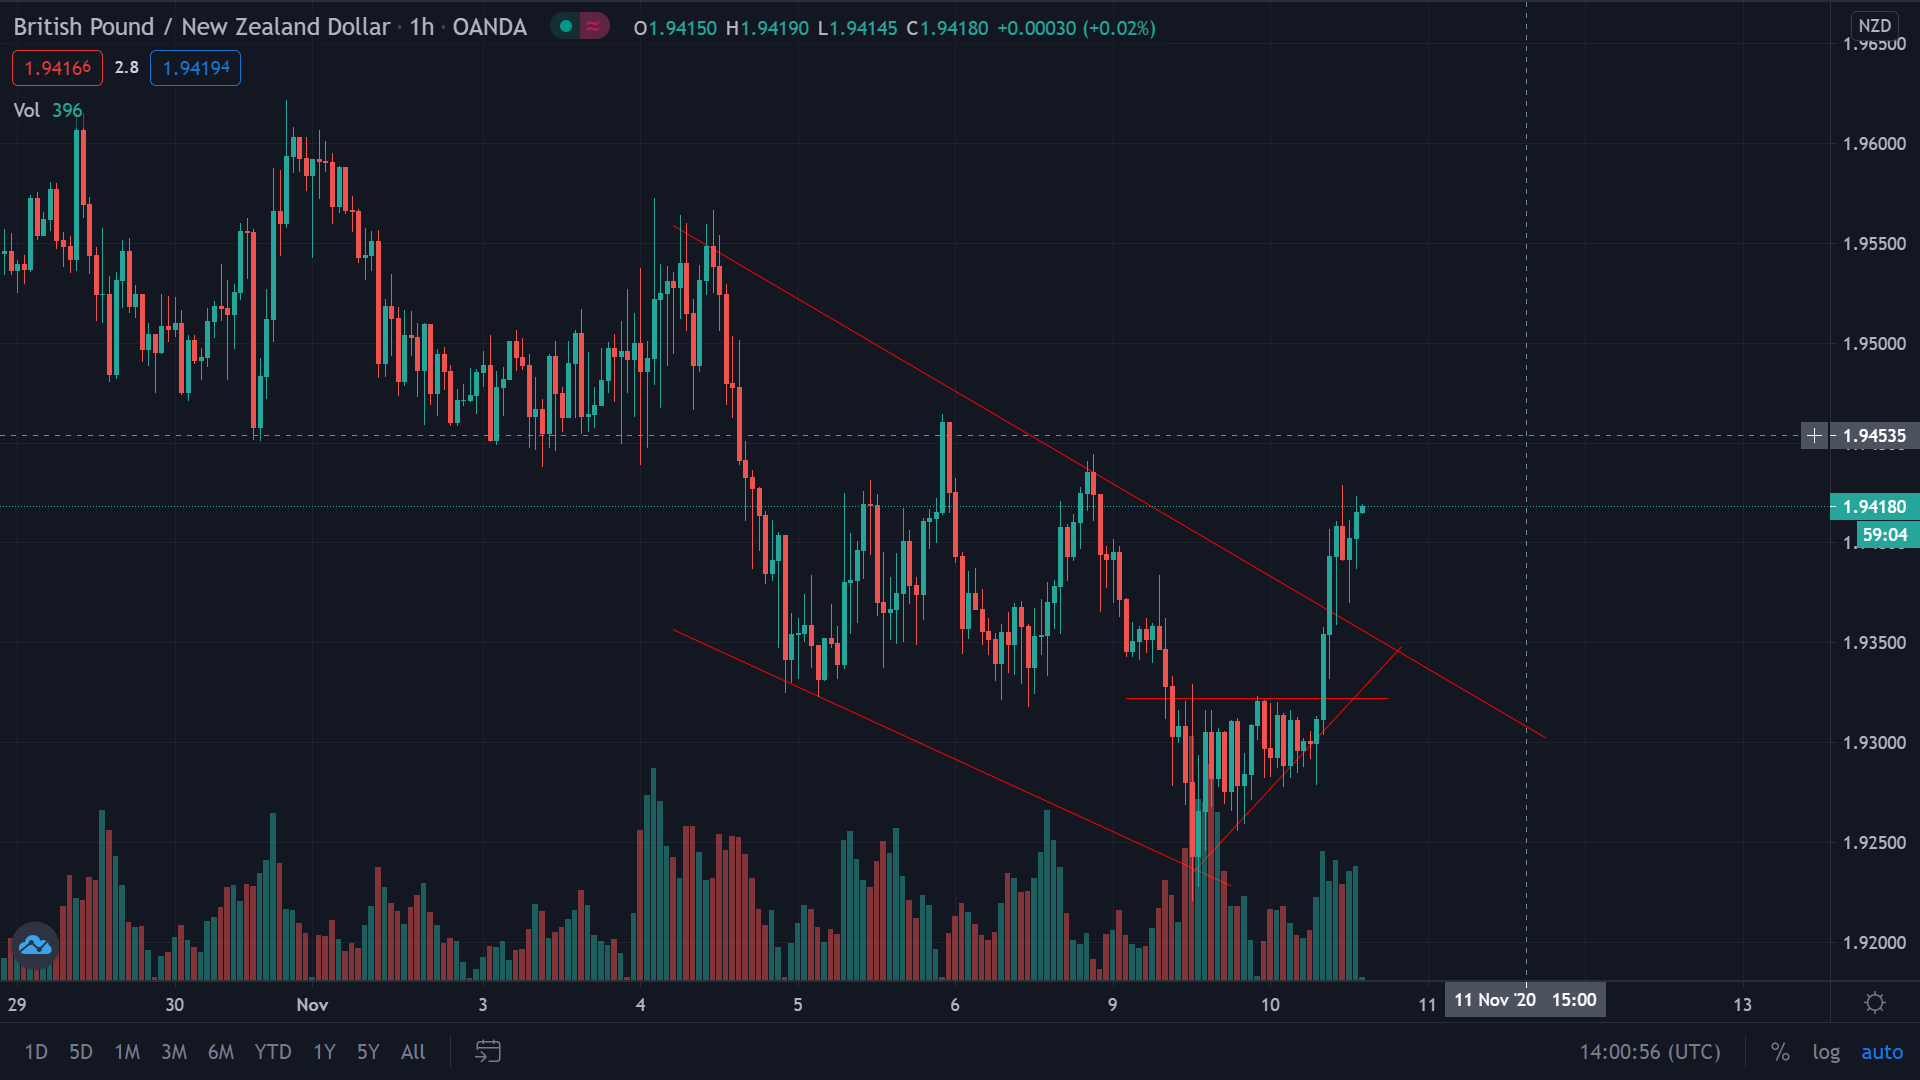 British Pound / New Zealand Dollar · 1h · OANDA O1.94150 H1.94190 L1.94145 C1.94180 +0.00030 (+0.02%)
NZD
1.94166 2.8 1.94194
Vol 396
1.96500
1.96000
1.95500
1.95000
1.94535
1.94180
59:04
1.93500
1.93000
1.92500
1.92000
29 30 Nov 3 4 5 6 9 10 11 11 Nov '20 15:00 13
1D 5D 1M 3M 6M YTD 1Y 5Y All 14:00:56 (UTC) % log auto